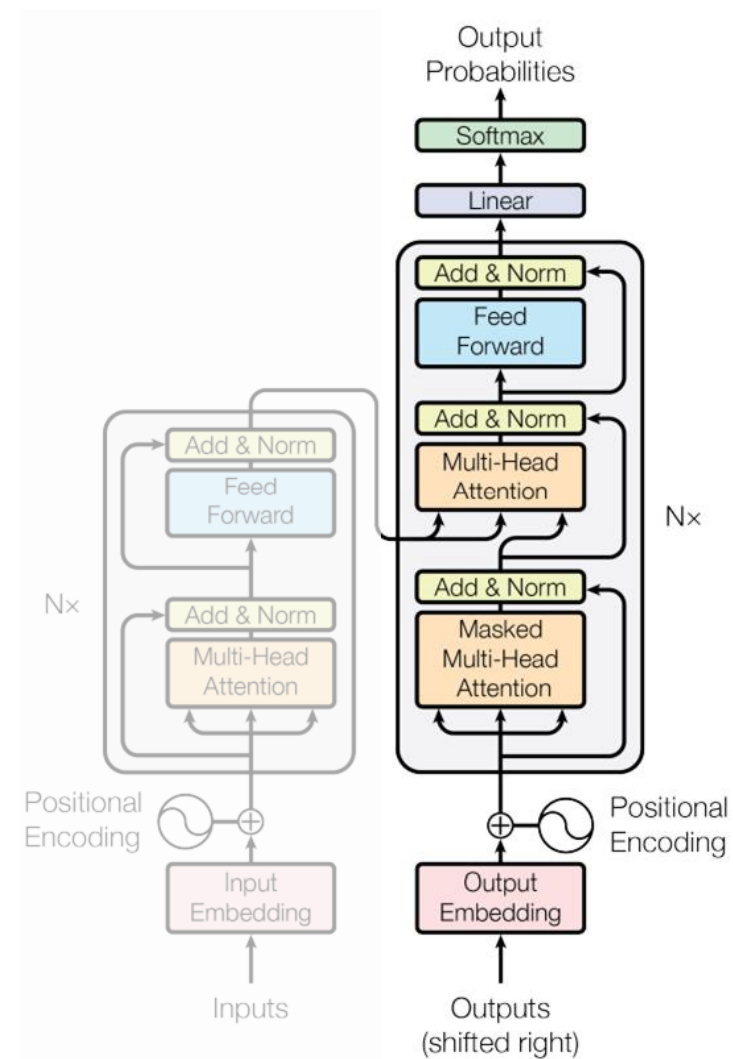 Output
Probabilities
Softmax
Linear
Add & Norm
Feed
Forward
Add & Norm
Multi-Head
Attention
Add & Norm
Masked
Multi-Head
Attention
N×
Positional
Encoding
Output
Embedding
Outputs
(shifted right)
Add & Norm
Feed
Forward
Add & Norm
Multi-Head
Attention
N×
Positional
Encoding
Input
Embedding
Inputs